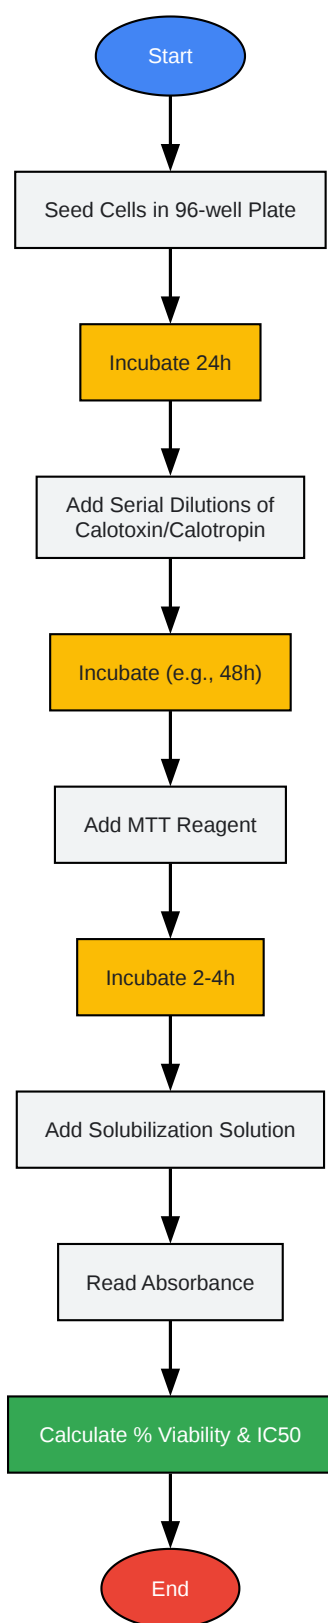 Start
Seed Cells in 96-well Plate
Incubate 24h
Add Serial Dilutions of
Calotoxin/Calotropin
Incubate (e.g., 48h)
Add MTT Reagent
Incubate 2-4h
Add Solubilization Solution
Read Absorbance
Calculate % Viability & IC50
End